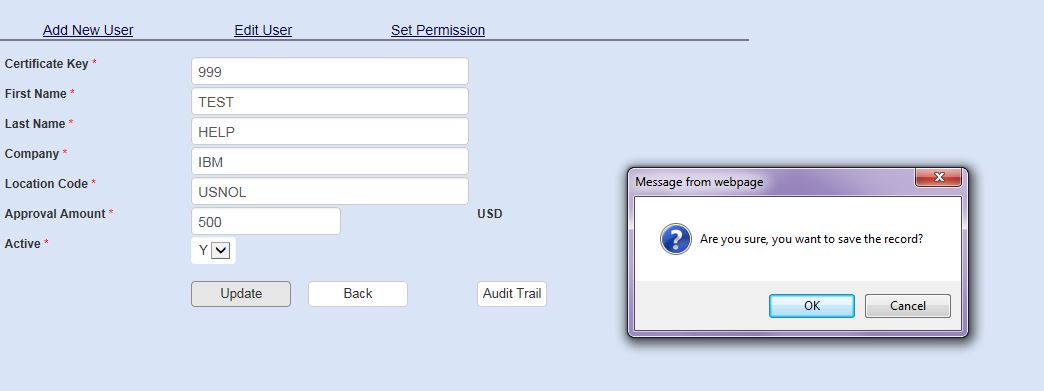 Add New User Edit User Set Permission
Certificate Key * 999
First Name * TEST
Last Name * HELP
Company * IBM
Location Code * USNOL
Approval Amount * 500 USD
Active * Y
Update Back Audit Trail
Message from webpage
Are you sure, you want to save the record?
OK Cancel